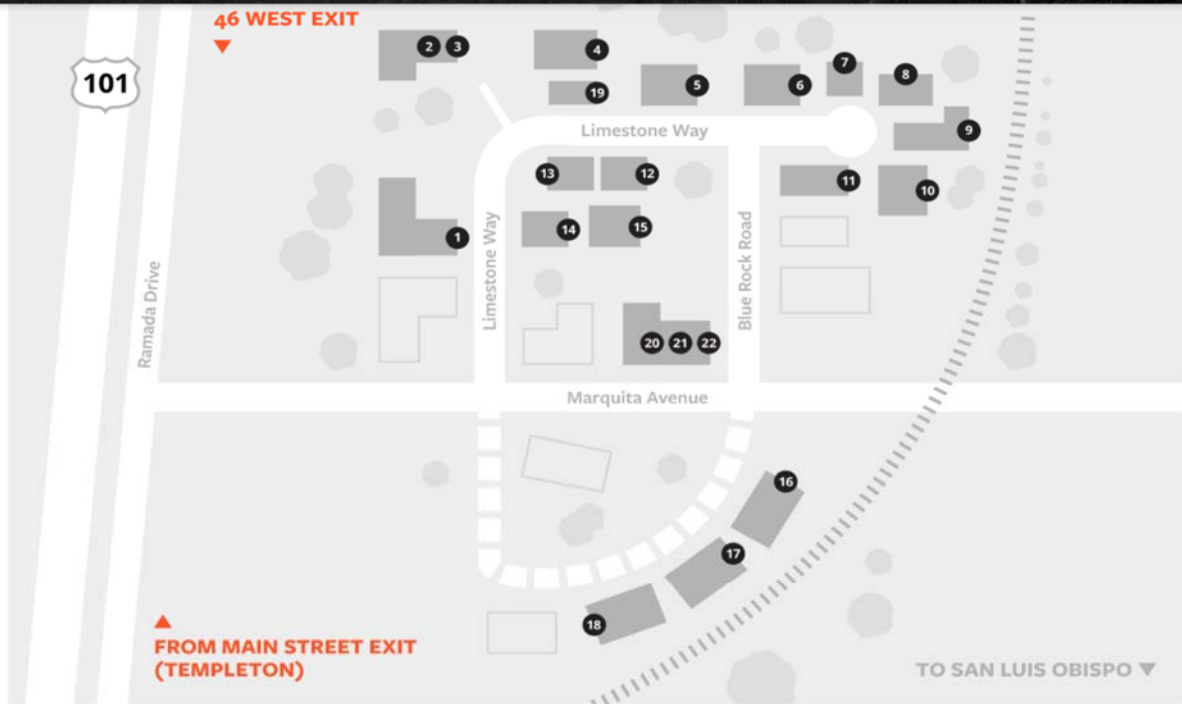 46 WEST EXIT
101
2 3
4
5
6
7
8
19
9
Limestone Way
13
12
11
10
14
15
1
Limestone Way
Blue Rock Road
Ramada Drive
20 21 22
Marquita Avenue
16
17
18
FROM MAIN STREET EXIT
(TEMPLETON)
TO SAN LUIS OBISPO